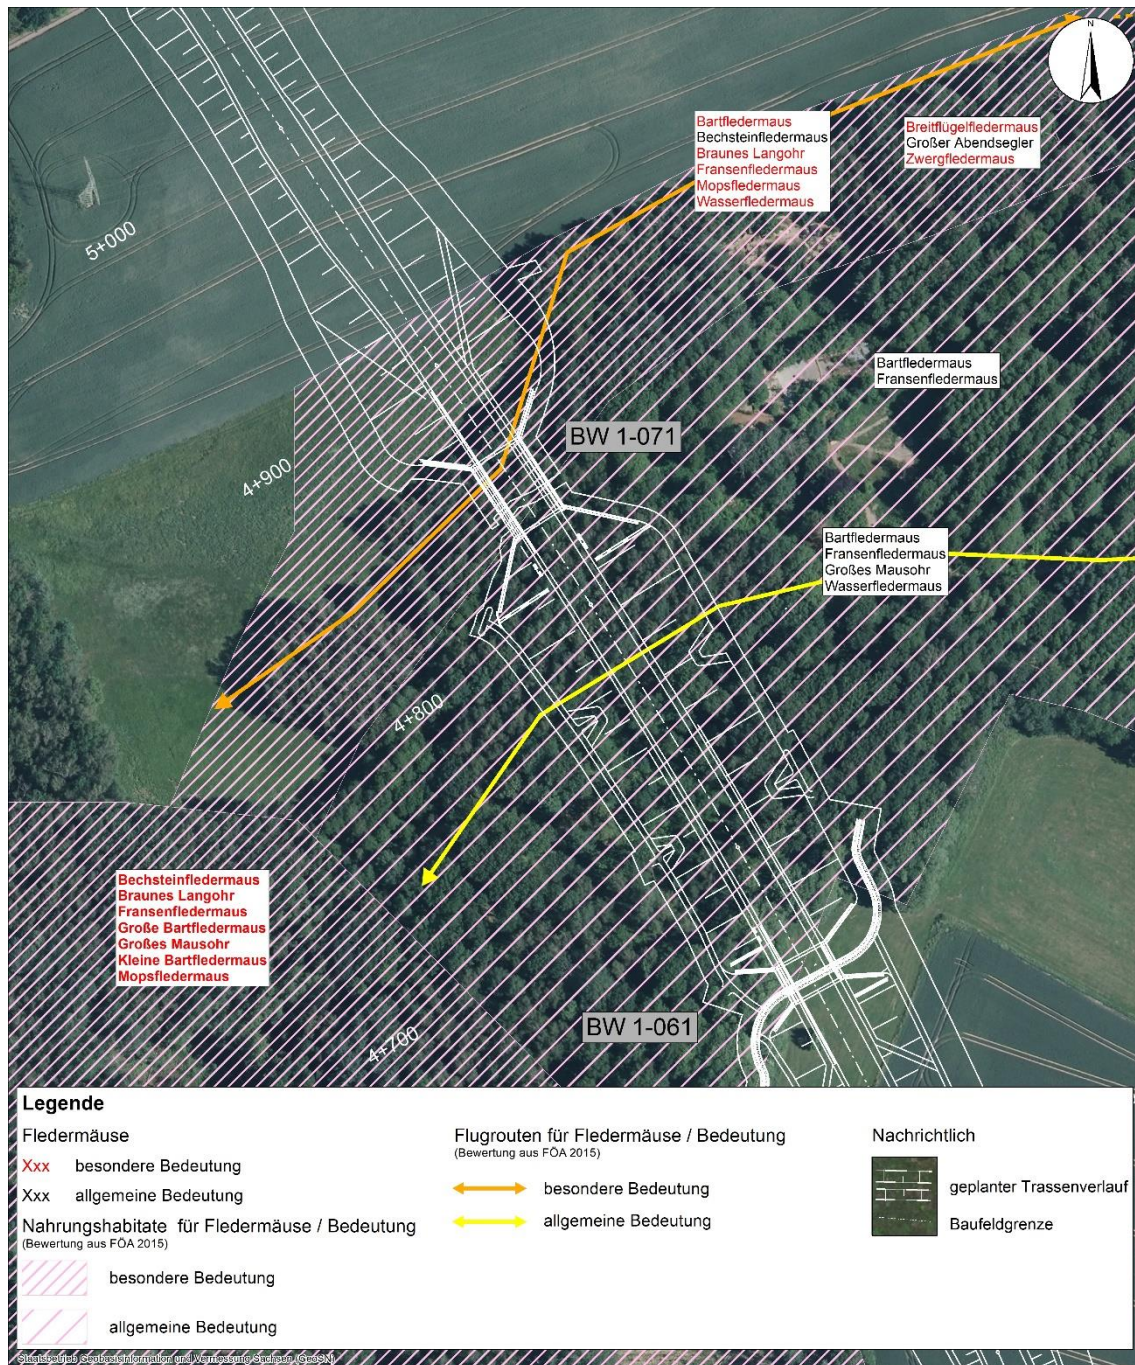 N
Bartfledermaus
Bechsteinfledermaus
Braunes Langohr
Fransenfledermaus
Mopsfledermaus
Wasserfledermaus
Breitflügelfledermaus
Großer Abendsegler
Zwergfledermaus
5+000
Bartfledermaus
Fransenfledermaus
BW 1-071
4+900
Bartfledermaus
Fransenfledermaus
Großes Mausohr
Wasserfledermaus
4+800
Bechsteinfledermaus
Braunes Langohr
Fransenfledermaus
Große Bartfledermaus
Großes Mausohr
Kleine Bartfledermaus
Mopsfledermaus
BW 1-061
4+700
Legende
Fledermäuse
Xxx besondere Bedeutung
Xxx allgemeine Bedeutung
Nahrungshabitate für Fledermäuse / Bedeutung
(Bewertung aus FÖA 2015)
besondere Bedeutung
allgemeine Bedeutung
Flugrouten für Fledermäuse / Bedeutung
(Bewertung aus FÖA 2015)
besondere Bedeutung
allgemeine Bedeutung
Nachrichtlich
geplanter Trassenverlauf
Baufeldgrenze
Staatsbetrieb Geobasisinformation und Vermessung Sachsen (GeoSN)